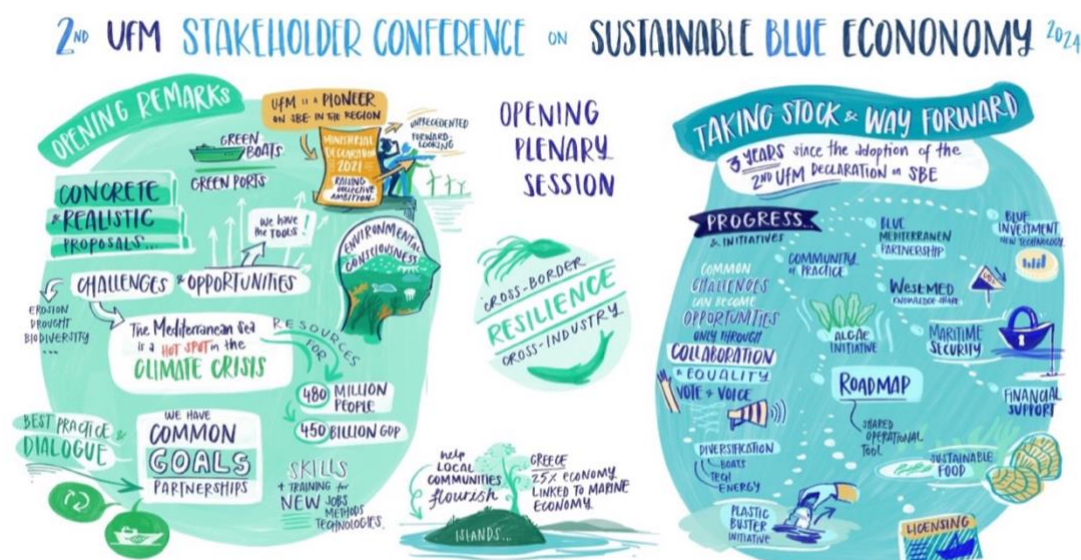 2ND UFM STAKEHOLDER CONFERENCE ON SUSTAINABLE BLUE ECONONOMY 2024
OPENING REMARKS
UFM IS A PIONEER
ON SBE IN THE REGION
MINISTERIAL
DECLARATION
2021
RAISING
COLLECTIVE
AMBITION
UNPRECEDENTED
FORWARD-
LOOKING
GREEN
BOATS
GREEN PORTS
CONCRETE
& REALISTIC
PROPOSALS...
We have
the TOOLS!
CHALLENGES & OPPORTUNITIES
ENVIRONMENTAL
CONSCIOUSNESS
EROSION
DROUGHT
BIODIVERSITY
...
The Mediterranean Sea
is a HOT SPOT in the
CLIMATE CRISIS
RESOURCES
FOR
480 MILLION
PEOPLE
450 BILLION GDP
BEST PRACTICE &
DIALOGUE
WE HAVE
COMMON
GOALS
PARTNERSHIPS
SKILLS
+ TRAINING for
NEW JOBS
METHODS
TECHNOLOGIES
OPENING
PLENARY
SESSION
CROSS-BORDER
RESILIENCE
CROSS-INDUSTRY
help
LOCAL
COMMUNITIES
flourish
GREECE
25% ECONOMY
LINKED TO MARINE
ECONOMY.
ISLANDS...
TAKING STOCK & WAY FORWARD
3 YEARS since the adoption of the
2ND UFM DECLARATION on SBE
PROGRESS
& INITIATIVES
COMMON
CHALLENGES
CAN BECOME
OPPORTUNITIES
ONLY THROUGH
COLLABORATION
& EQUALITY
VOTE & VOICE
DIVERSIFICATION
BOATS
TECH
ENERGY
PLASTIC
BUSTER
INITIATIVE
COMMUNITY
of PRACTICE
BLUE
MEDITERRANEN
PARTNERSHIP
BLUE
INVESTMENT
NEW TECHNOLOGY
WESTMED
ALGAE
INITIATIVE
MARITIME
SECURITY
ROADMAP
SHARED
OPERATIONAL
TOOL
FINANCIAL
SUPPORT
SUSTAINABLE
FOOD
LICENSING